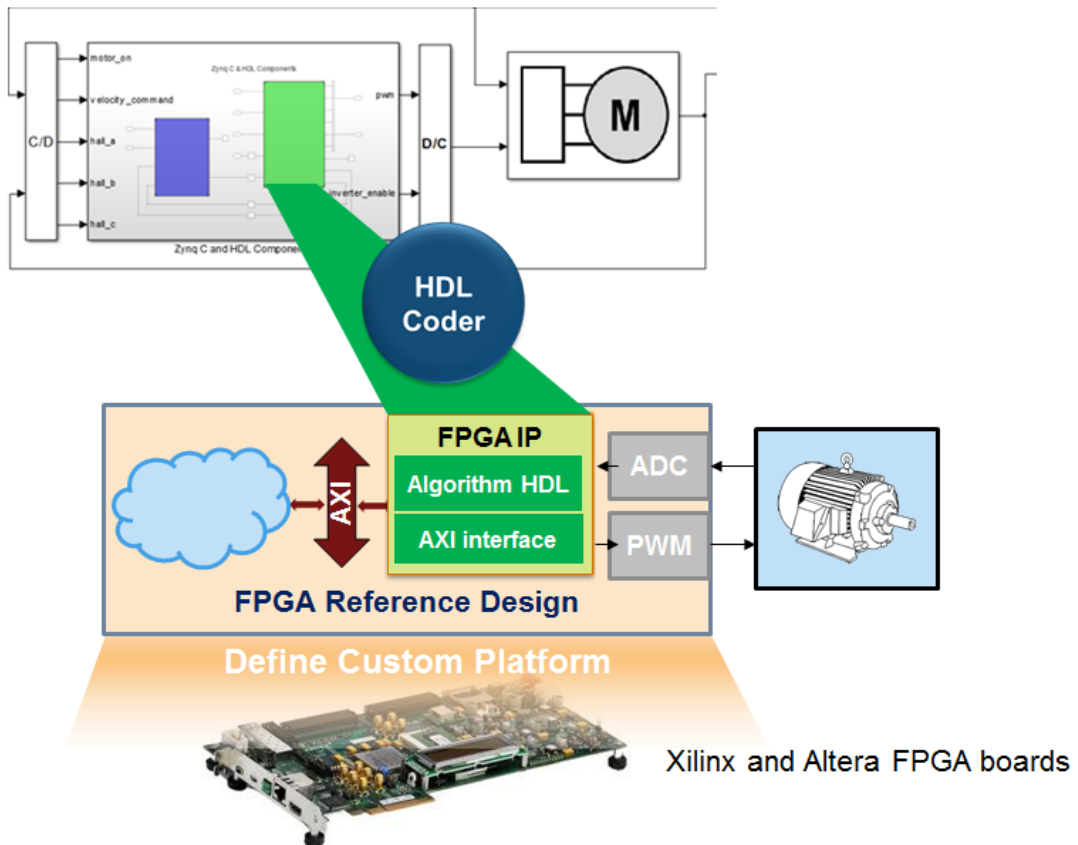 motor_on
Zynq C & HDL Components
pwm
velocity_command
C/D
hall_a
D/C
M
hall_b
inverter_enable
hall_c
Zynq C and HDL Component
HDL
Coder
FPGA IP
Algorithm HDL
AXI interface
AXI
ADC
PWM
FPGA Reference Design
Define Custom Platform
Xilinx and Altera FPGA boards